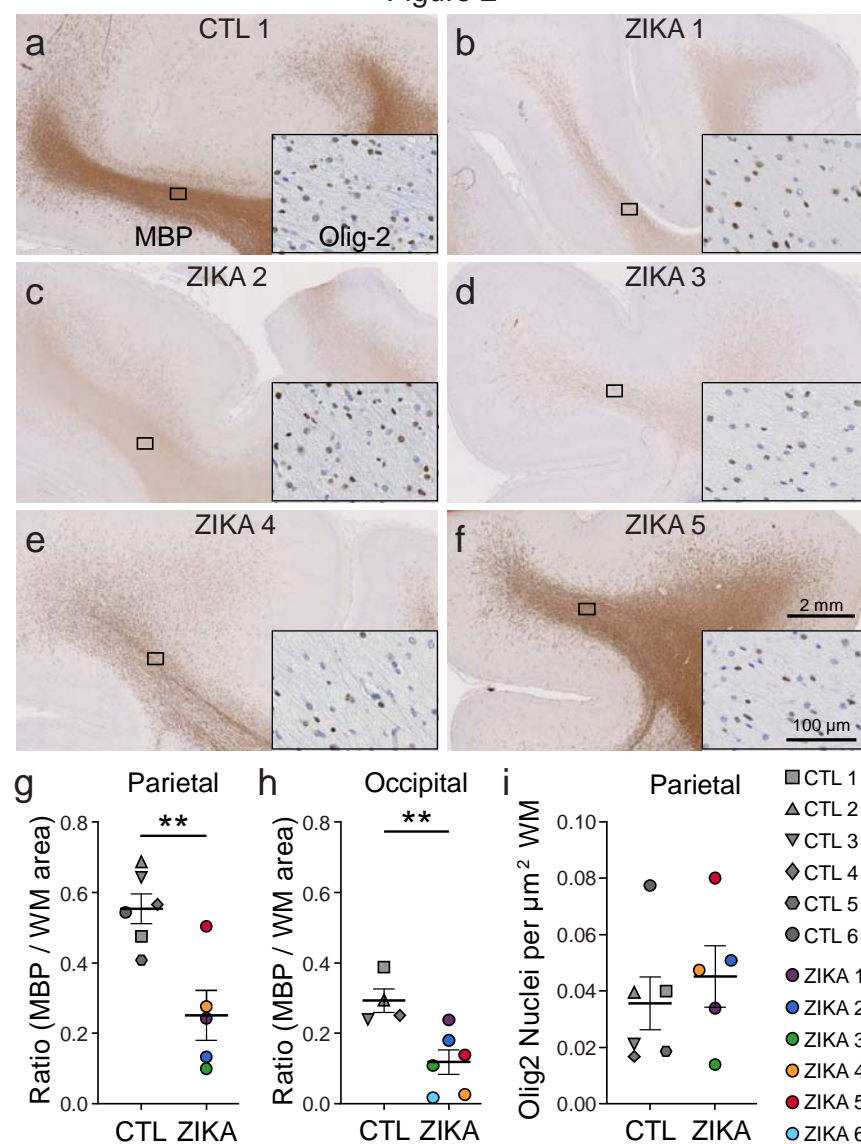 a
CTL 1
b
ZIKA 1
MBP
Olig-2
c
ZIKA 2
d
ZIKA 3
e
ZIKA 4
f
ZIKA 5
2 mm
100 µm
g
Parietal
**
Ratio (MBP / WM area)
0.8
0.6
0.4
0.2
0.0
CTL ZIKA
h
Occipital
**
Ratio (MBP / WM area)
0.8
0.6
0.4
0.2
0.0
CTL ZIKA
i
Parietal
Olig2 Nuclei per µm² WM
0.10
0.08
0.06
0.04
0.02
0.00
CTL ZIKA
CTL 1
CTL 2
CTL 3
CTL 4
CTL 5
CTL 6
ZIKA 1
ZIKA 2
ZIKA 3
ZIKA 4
ZIKA 5
ZIKA 6